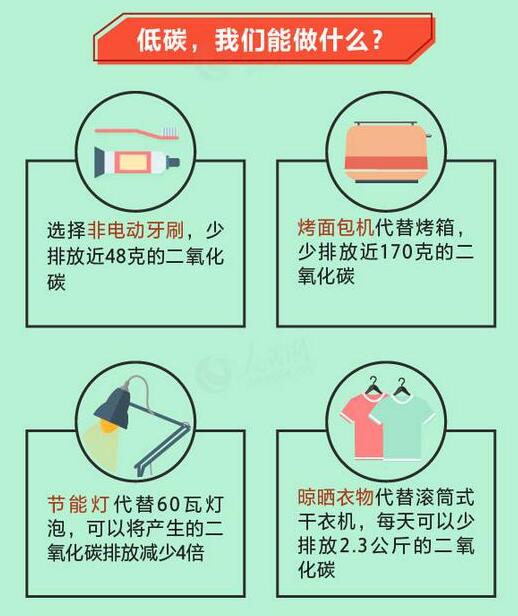 低碳，我们能做什么？
选择非电动牙刷，少
排放近48克的二氧化
碳
烤面包机代替烤箱，
少排放近170克的二
氧化碳
人民网
节能灯代替60瓦灯
泡，可以将产生的二
氧化碳排放减少4倍
晾晒衣物代替滚筒式
干衣机，每天可以少
排放2.3公斤的二氧
化碳